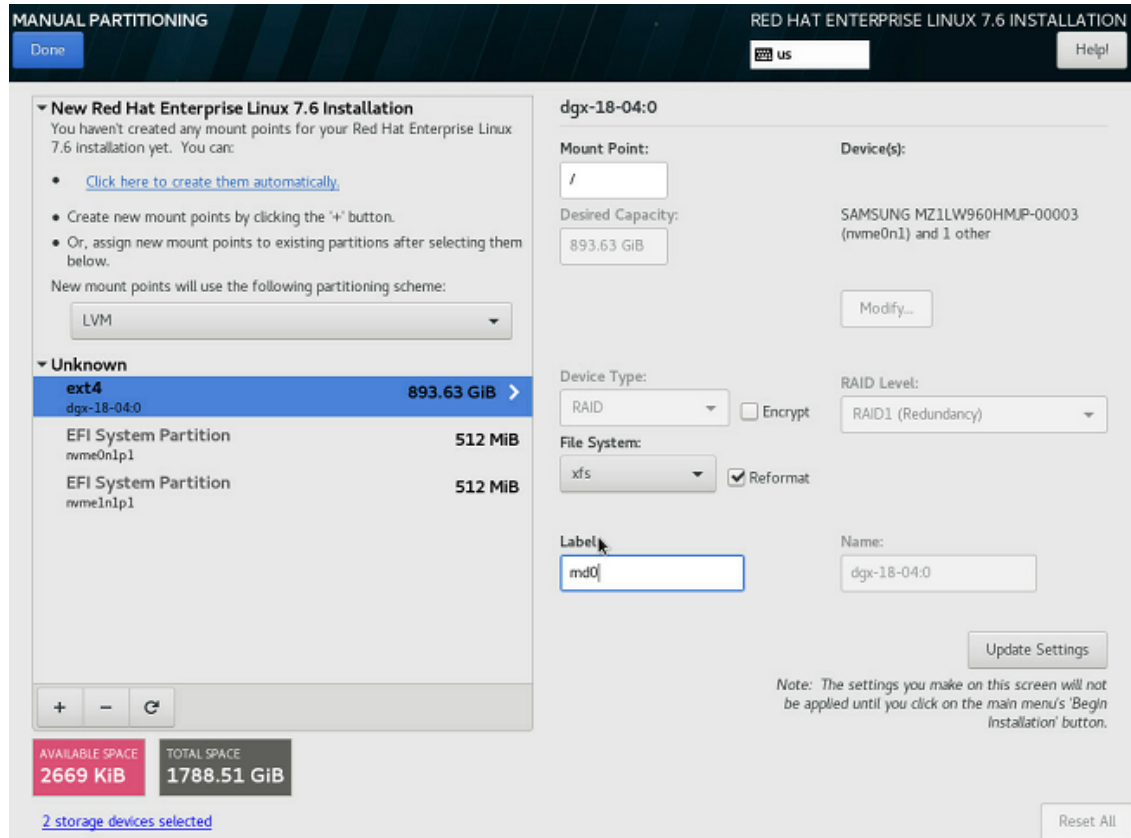 MANUAL PARTITIONING
RED HAT ENTERPRISE LINUX 7.6 INSTALLATION
Done
us
Help!
New Red Hat Enterprise Linux 7.6 Installation
You haven't created any mount points for your Red Hat Enterprise Linux
7.6 installation yet. You can:
• Click here to create them automatically.
• Create new mount points by clicking the '+' button.
• Or, assign new mount points to existing partitions after selecting them
below.
New mount points will use the following partitioning scheme:
LVM
Unknown
ext4
893.63 GiB
dgx-18-04:0
EFI System Partition
512 MiB
nvme0n1p1
EFI System Partition
512 MiB
nvme1n1p1
+ −
AVAILABLE SPACE
2669 KiB
TOTAL SPACE
1788.51 GiB
2 storage devices selected
dgx-18-04:0
Mount Point:
/
Device(s):
Desired Capacity:
893.63 GiB
SAMSUNG MZ1LW960HMJP-00003
(nvme0n1) and 1 other
Modify...
Device Type:
RAID
Encrypt
RAID Level:
RAID1 (Redundancy)
File System:
xfs
Reformat
Label:
md0
Name:
dgx-18-04:0
Update Settings
Note: The settings you make on this screen will not
be applied until you click on the main menu's 'Begin
Installation' button.
Reset All